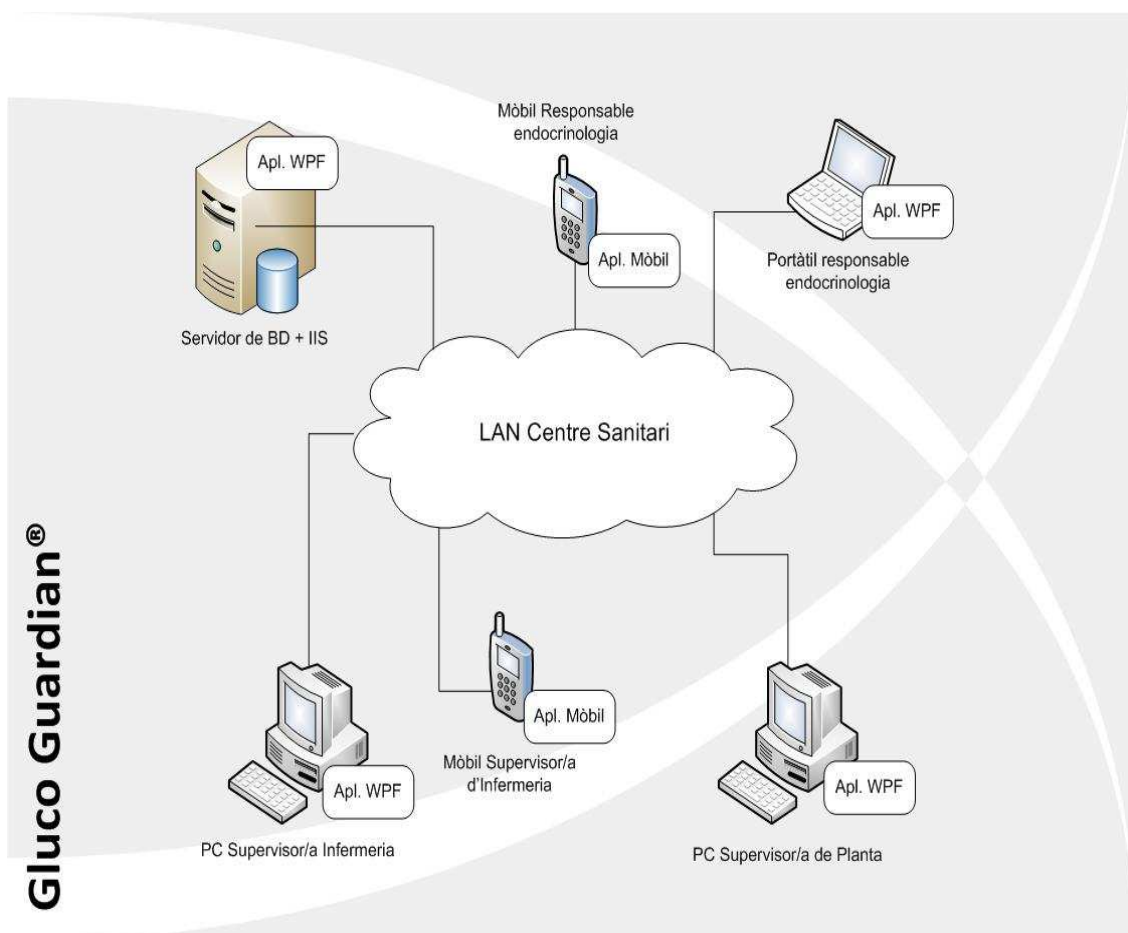 Mòbil Responsable
endocrinologia
Apl. WPF
Apl. Mòbil
Apl. WPF
Portàtil responsable
endocrinologia
Servidor de BD + IIS
LAN Centre Sanitari
Gluco Guardian®
Apl. WPF
PC Supervisor/a Infermeria
Apl. Mòbil
Mòbil Supervisor/a
d'Infermeria
Apl. WPF
PC Supervisor/a de Planta